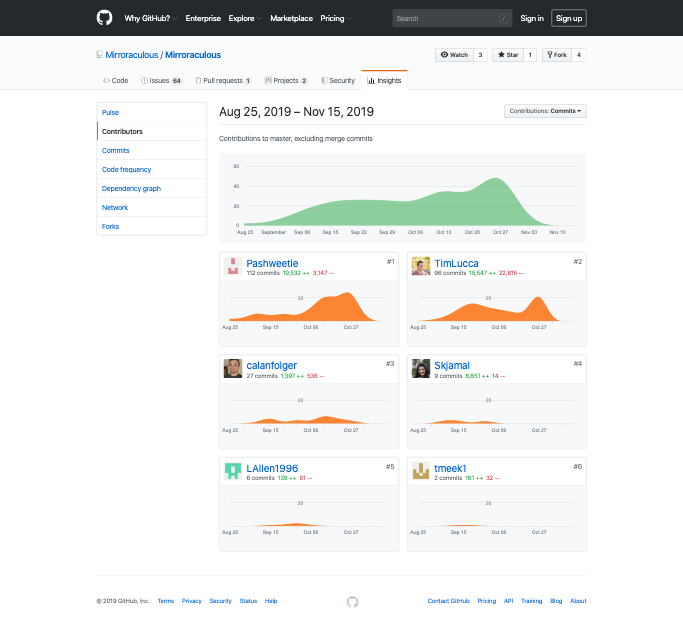 Why GitHub? Enterprise Explore Marketplace Pricing Search / Sign in Sign up
Mirroraculous / Mirroraculous Watch 3 Star 1 Fork 4
Code Issues 64 Pull requests 1 Projects 2 Security Insights
Pulse
Contributors
Commits
Code frequency
Dependency graph
Network
Forks
Aug 25, 2019 – Nov 15, 2019 Contributions: Commits
Contributions to master, excluding merge commits
60
40
20
0
Aug 25 September Sep 08 Sep 15 Sep 22 Sep 29 Oct 06 Oct 13 Oct 20 Oct 27 Nov 03 Nov 10
Pashweetie #1
112 commits 19,532 ++ 3,147 --
20
Aug 25 Sep 15 Oct 06 Oct 27
TimLucca #2
96 commits 15,547 ++ 22,815 --
20
Aug 25 Sep 15 Oct 06 Oct 27
calanfolger #3
27 commits 1,397 ++ 536 --
20
Aug 25 Sep 15 Oct 06 Oct 27
Skjamal #4
9 commits 8,851 ++ 14 --
20
Aug 25 Sep 15 Oct 06 Oct 27
LAllen1996 #5
6 commits 139 ++ 51 --
20
Aug 25 Sep 15 Oct 06 Oct 27
tmeek1 #6
2 commits 161 ++ 32 --
20
Aug 25 Sep 15 Oct 06 Oct 27
© 2019 GitHub, Inc. Terms Privacy Security Status Help Contact GitHub Pricing API Training Blog About